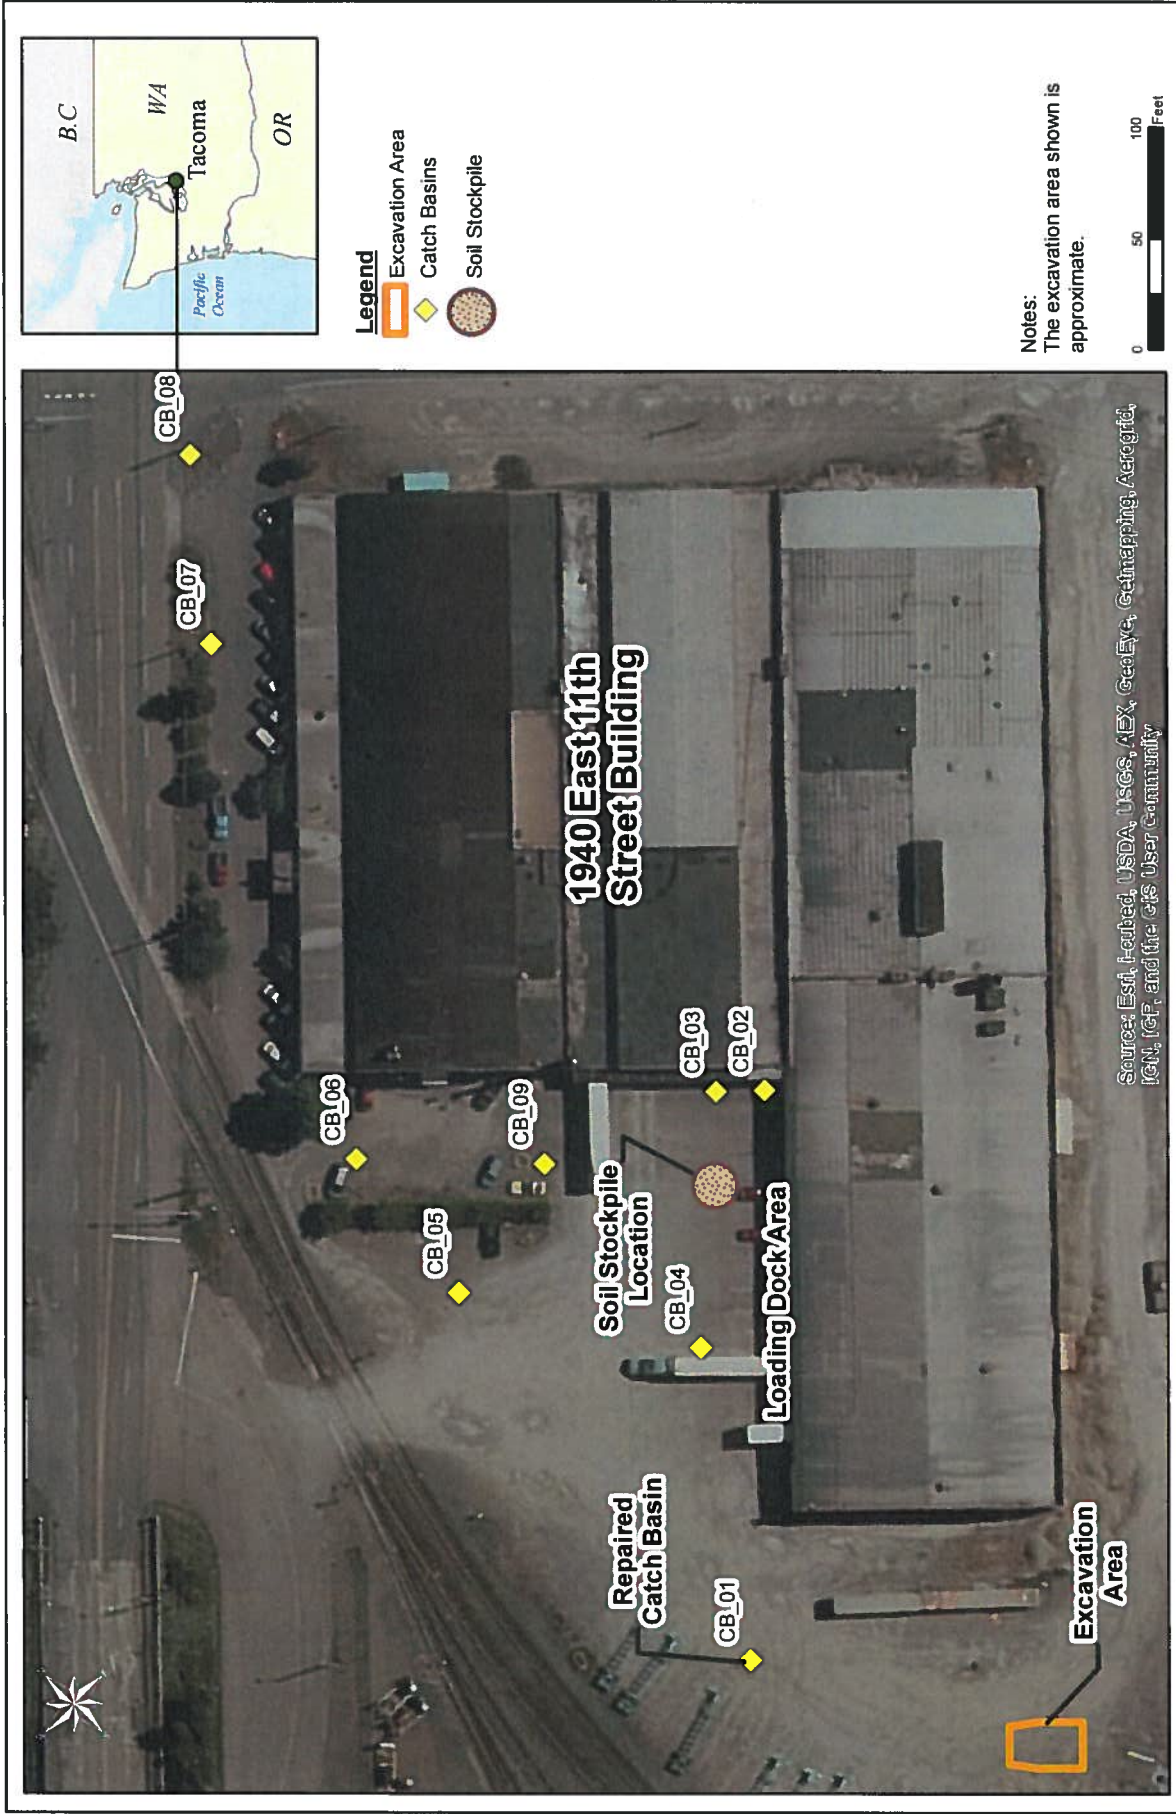 B.C
WA
Tacoma
OR
Pacific
Ocean
Legend
Excavation Area
Catch Basins
Soil Stockpile
Notes:
The excavation area shown is
approximate.
0 50 100
Feet
CB_08
CB_07
1940 East 11th
Street Building
CB_06
CB_09
CB_03
CB_02
CB_05
Soil Stockpile
Location
CB_04
Loading Dock Area
Repaired
Catch Basin
CB_01
Excavation
Area
Source: Esri, i-cubed, USDA, USGS, AEX, GeoEye, Getmapping, Aerogrid,
IGN, IGP, and the GIS User Community